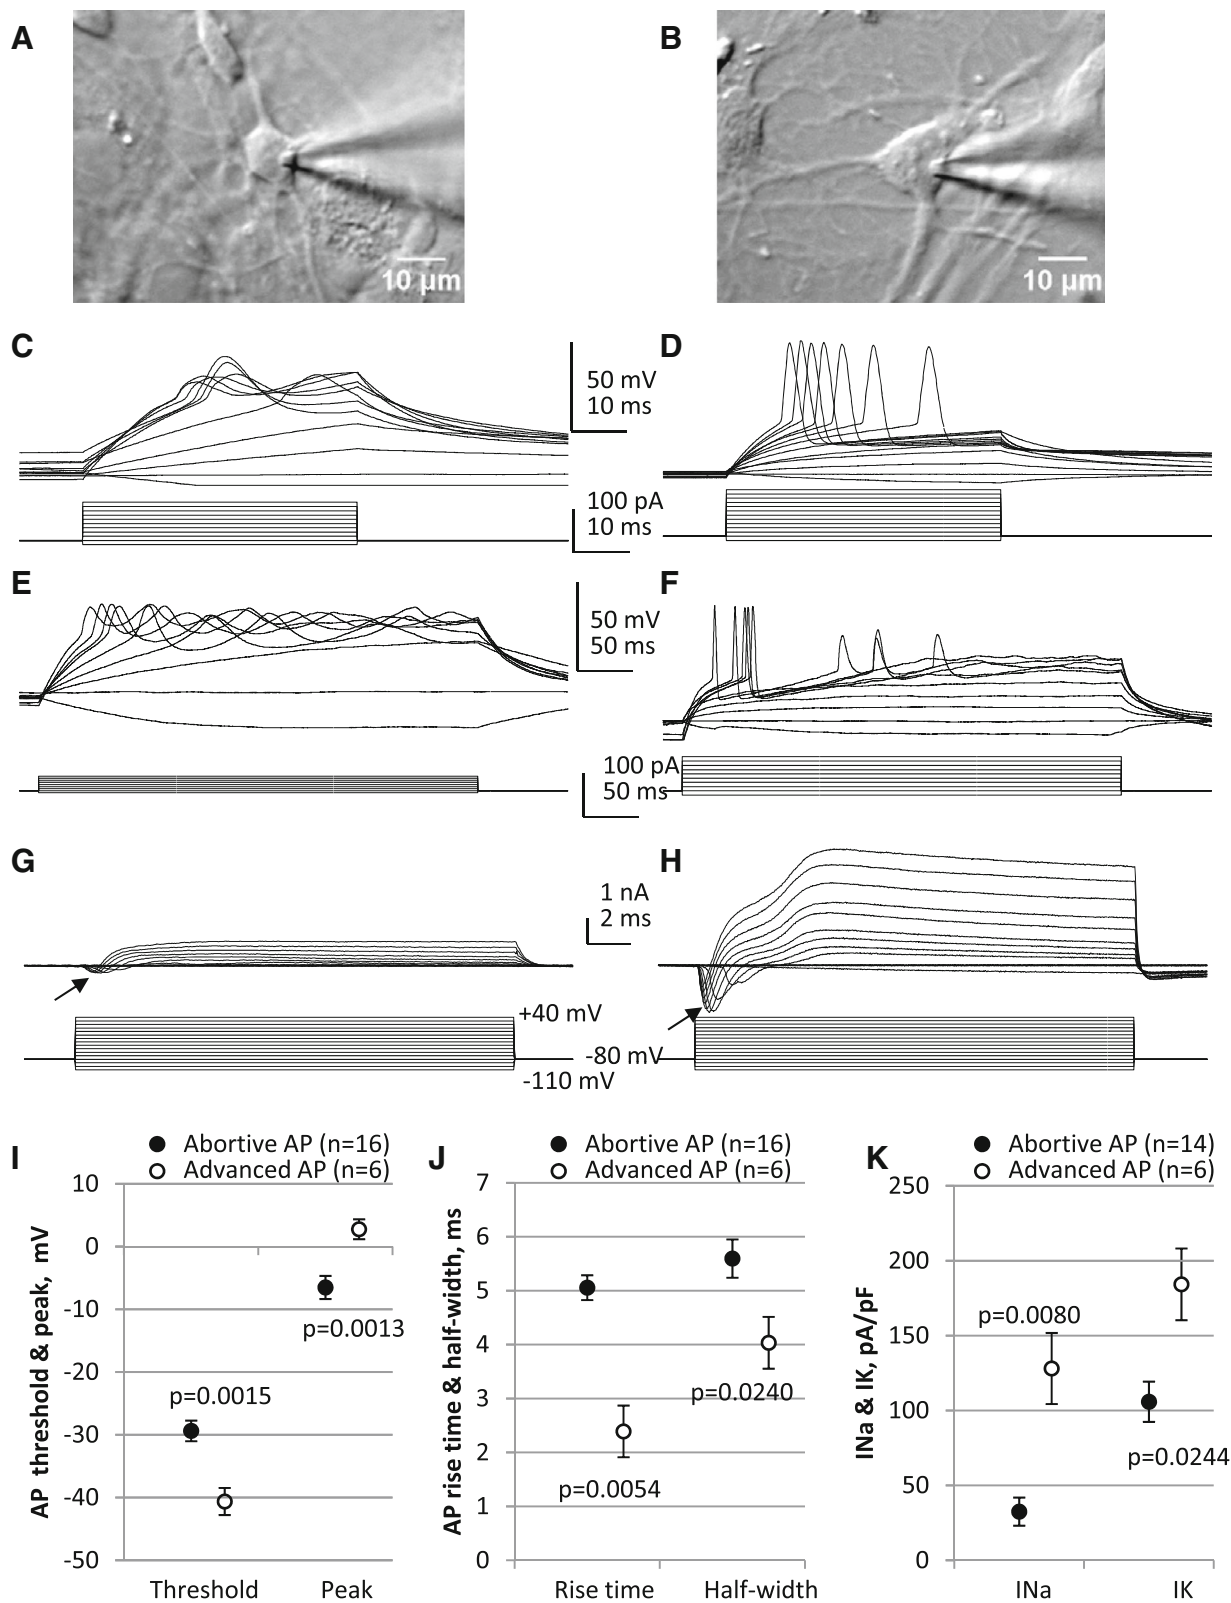 A
B
10 µm
10 µm
C
50 mV
10 ms
D
100 pA
10 ms
E
50 mV
50 ms
F
100 pA
50 ms
G
1 nA
2 ms
H
+40 mV
-80 mV
-110 mV
I
Abortive AP (n=16)
Advanced AP (n=6)
AP threshold & peak, mV
10
0
-10
-20
-30
-40
-50
p=0.0013
p=0.0015
Threshold
Peak
J
Abortive AP (n=16)
Advanced AP (n=6)
AP rise time & half-width, ms
7
6
5
4
3
2
1
0
p=0.0240
p=0.0054
Rise time
Half-width
K
Abortive AP (n=14)
Advanced AP (n=6)
INa & IK, pA/pF
250
200
150
100
50
0
p=0.0080
p=0.0244
INa
IK